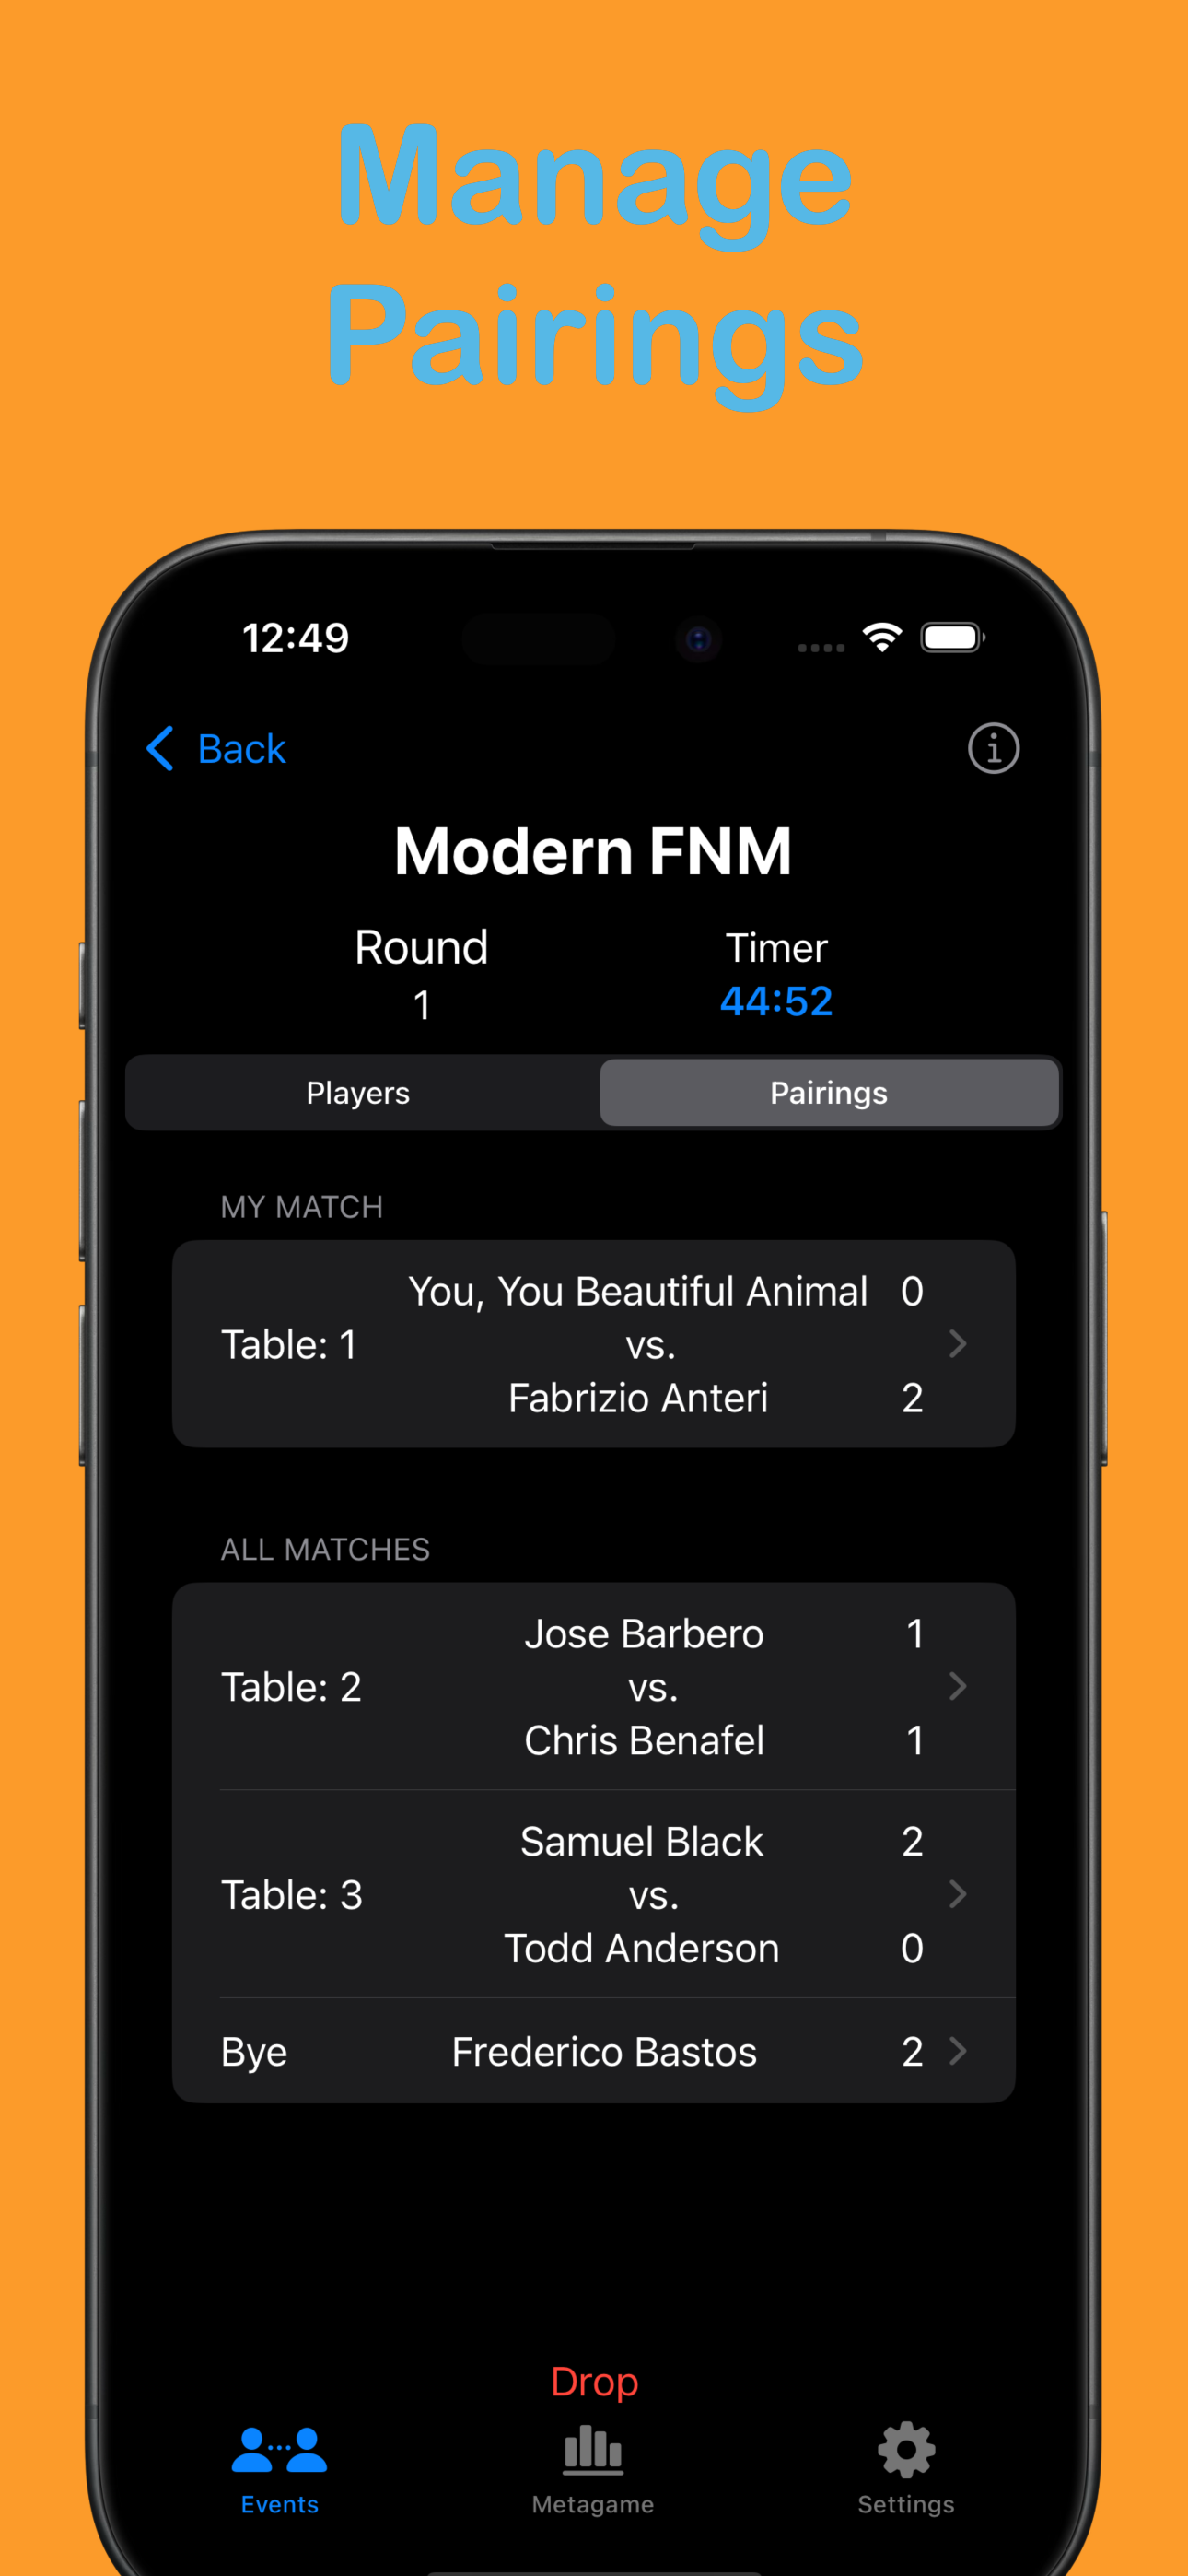 Manage
Pairings
12:49
Back
Modern FNM
Round
Timer
1
44:52
Players
Pairings
MY MATCH
You, You Beautiful Animal 0
Table: 1
vs.
Fabrizio Anteri 2
ALL MATCHES
Jose Barbero 1
Table: 2
vs.
Chris Benafel 1
Samuel Black 2
Table: 3
vs.
Todd Anderson 0
Bye Frederico Bastos 2
Drop
Events
Metagame
Settings